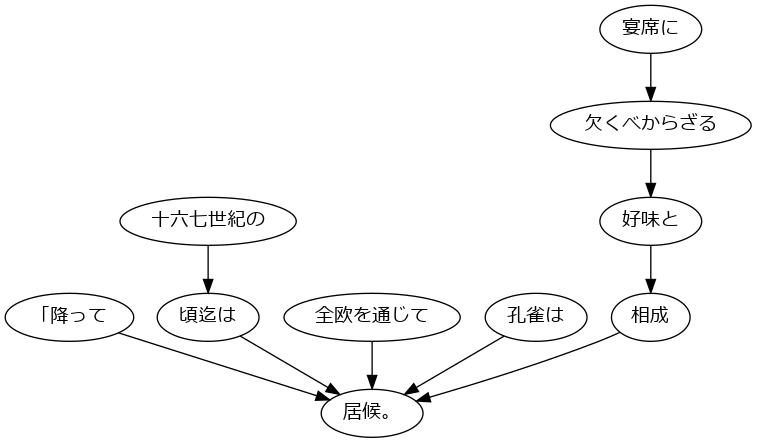 宴席に
欠くべからざる
十六七世紀の
好味と
「降って
頃迄は
全欧を通じて
孔雀は
相成
居候。